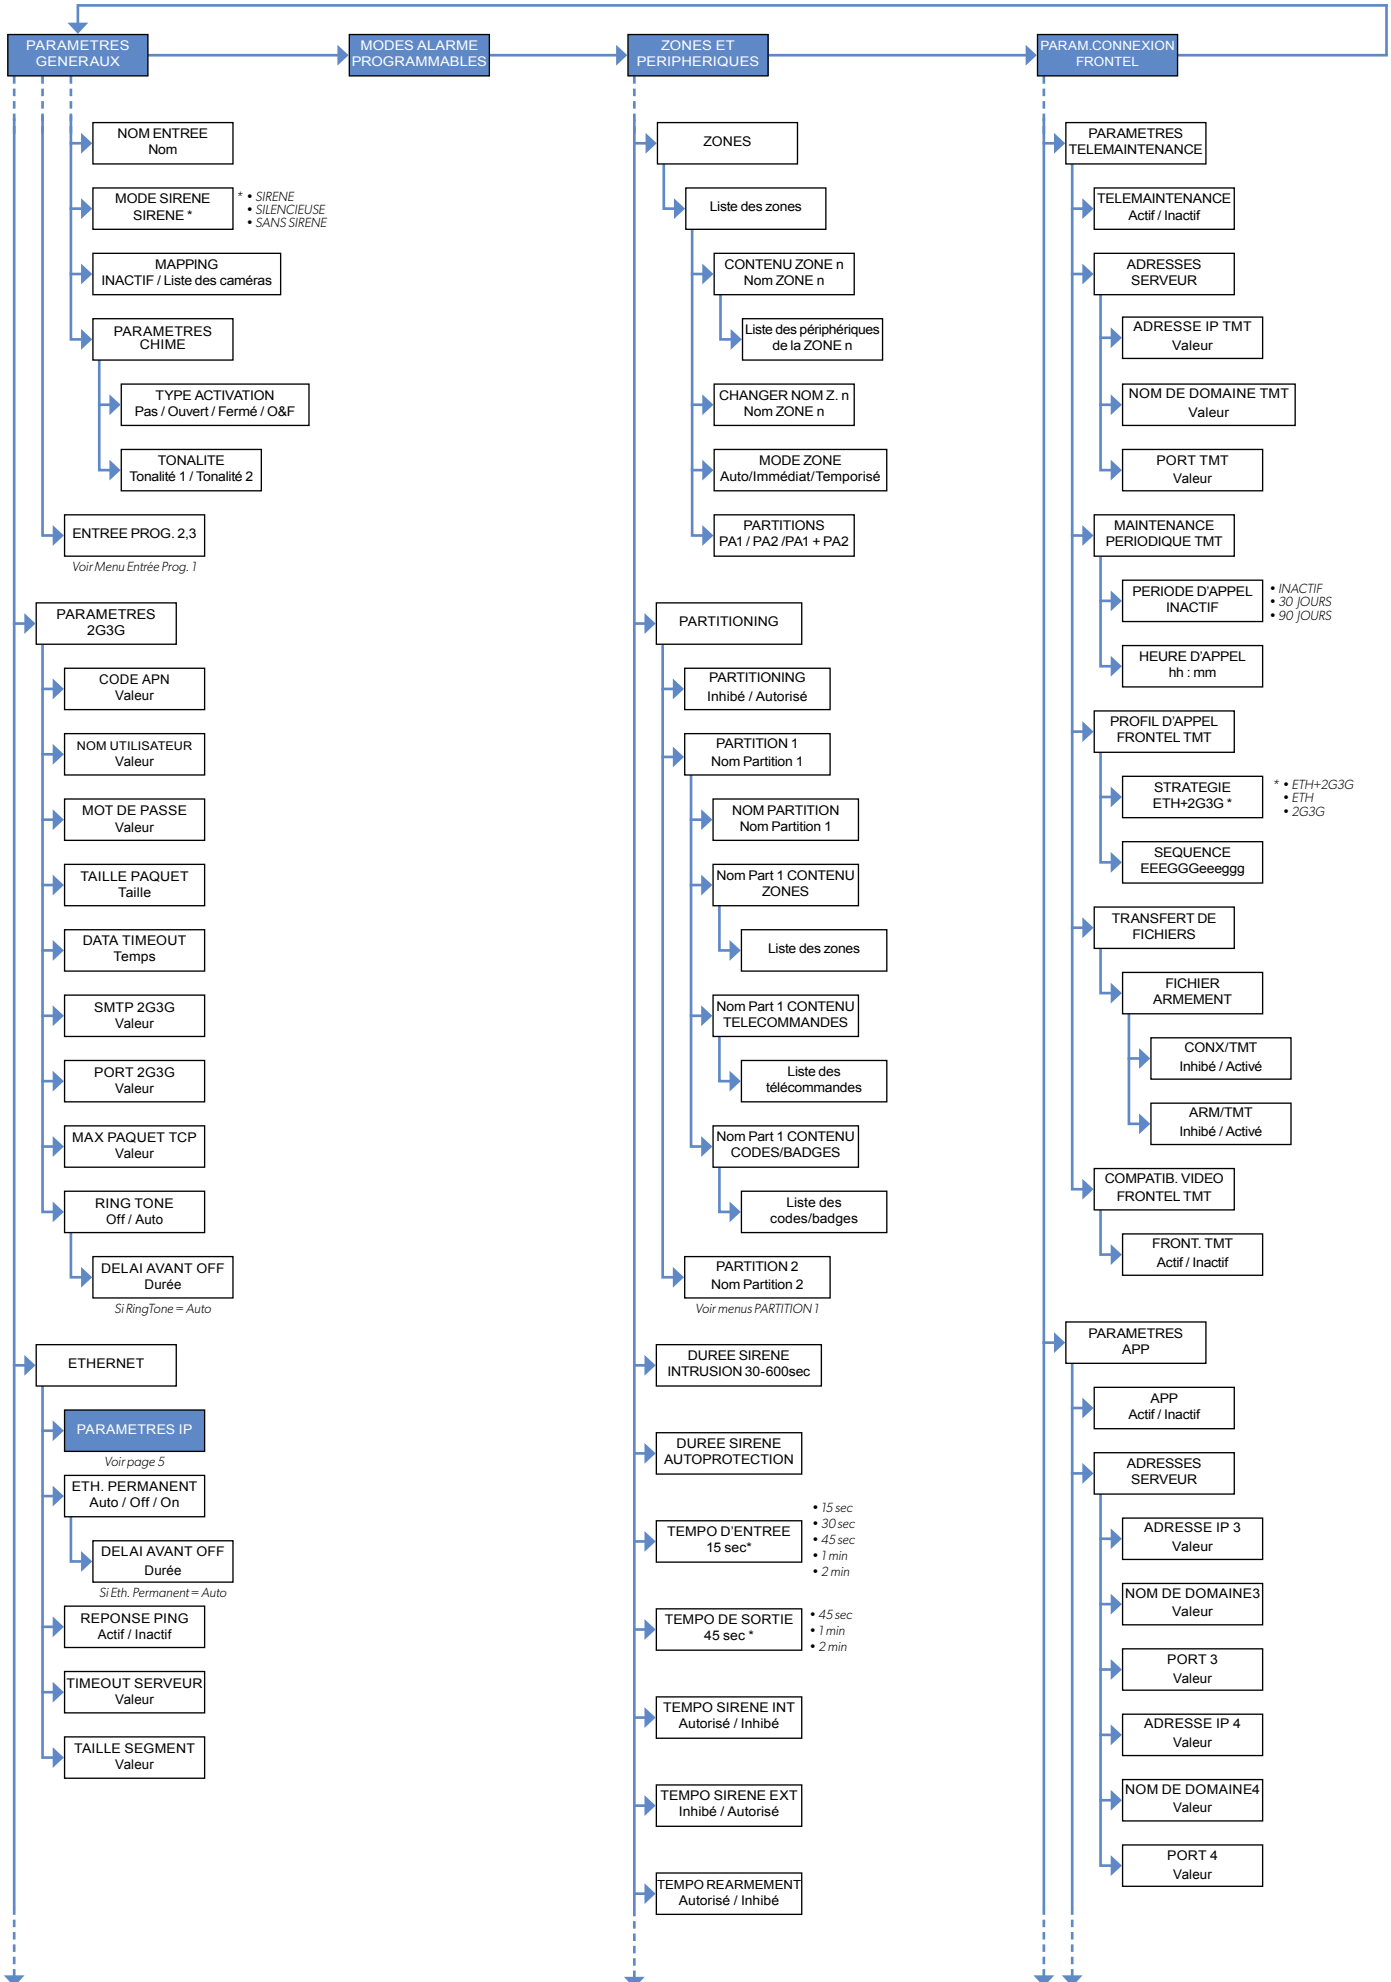 PARAMETRES
GENERAUX
MODES ALARME
PROGRAMMABLES
ZONES ET
PERIPHERIQUES
PARAM.CONNEXION
FRONTEL
NOM ENTREE
Nom
MODE SIRENE
SIRENE *
* • SIRENE
• SILENCIEUSE
• SANS SIRENE
MAPPING
INACTIF / Liste des caméras
PARAMETRES
CHIME
TYPE ACTIVATION
Pas / Ouvert / Fermé / O&F
TONALITE
Tonalité 1 / Tonalité 2
ENTREE PROG. 2,3
Voir Menu Entrée Prog. 1
PARAMETRES
2G3G
CODE APN
Valeur
NOM UTILISATEUR
Valeur
MOT DE PASSE
Valeur
TAILLE PAQUET
Taille
DATA TIMEOUT
Temps
SMTP 2G3G
Valeur
PORT 2G3G
Valeur
MAX PAQUET TCP
Valeur
RING TONE
Off / Auto
DELAI AVANT OFF
Durée
Si RingTone = Auto
ETHERNET
PARAMETRES IP
Voir page 5
ETH. PERMANENT
Auto / Off / On
DELAI AVANT OFF
Durée
Si Eth. Permanent = Auto
REPONSE PING
Actif / Inactif
TIMEOUT SERVEUR
Valeur
TAILLE SEGMENT
Valeur
ZONES
Liste des zones
CONTENU ZONE n
Nom ZONE n
Liste des périphériques
de la ZONE n
CHANGER NOM Z. n
Nom ZONE n
MODE ZONE
Auto/Immédiat/Temporisé
PARTITIONS
PA1 / PA2 /PA1 + PA2
PARTITIONING
PARTITIONING
Inhibé / Autorisé
PARTITION 1
Nom Partition 1
NOM PARTITION
Nom Partition 1
Nom Part 1 CONTENU
ZONES
Liste des zones
Nom Part 1 CONTENU
TELECOMMANDES
Liste des
télécommandes
Nom Part 1 CONTENU
CODES/BADGES
Liste des
codes/badges
PARTITION 2
Nom Partition 2
Voir menus PARTITION 1
DUREE SIRENE
INTRUSION 30-600sec
DUREE SIRENE
AUTOPROTECTION
TEMPO D'ENTREE
15 sec*
• 15 sec
• 30 sec
• 45 sec
• 1 min
• 2 min
TEMPO DE SORTIE
45 sec *
• 45 sec
• 1 min
• 2 min
TEMPO SIRENE INT
Autorisé / Inhibé
TEMPO SIRENE EXT
Inhibé / Autorisé
TEMPO REARMEMENT
Autorisé / Inhibé
PARAMETRES
TELEMAINTENANCE
TELEMAINTENANCE
Actif / Inactif
ADRESSES
SERVEUR
ADRESSE IP TMT
Valeur
NOM DE DOMAINE TMT
Valeur
PORT TMT
Valeur
MAINTENANCE
PERIODIQUE TMT
PERIODE D'APPEL
INACTIF
• INACTIF
• 30 JOURS
• 90 JOURS
HEURE D'APPEL
hh : mm
PROFIL D'APPEL
FRONTEL TMT
STRATEGIE
ETH+2G3G *
* • ETH+2G3G
• ETH
• 2G3G
SEQUENCE
EEEGGGeeeggg
TRANSFERT DE
FICHIERS
FICHIER
ARMEMENT
CONX/TMT
Inhibé / Activé
ARM/TMT
Inhibé / Activé
COMPATIB. VIDEO
FRONTEL TMT
FRONT. TMT
Actif / Inactif
PARAMETRES
APP
APP
Actif / Inactif
ADRESSES
SERVEUR
ADRESSE IP 3
Valeur
NOM DE DOMAINE3
Valeur
PORT 3
Valeur
ADRESSE IP 4
Valeur
NOM DE DOMAINE4
Valeur
PORT 4
Valeur